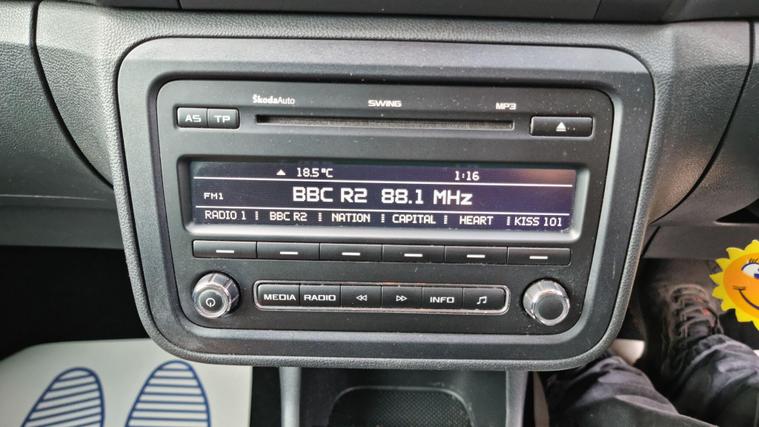 ŠkodaAuto SWING MP3
AS TP
18.5°C 1:16
FM1 BBC R2 88.1 MHz
RADIO 1 BBC R2 NATION CAPITAL HEART KISS 101
MEDIA RADIO INFO